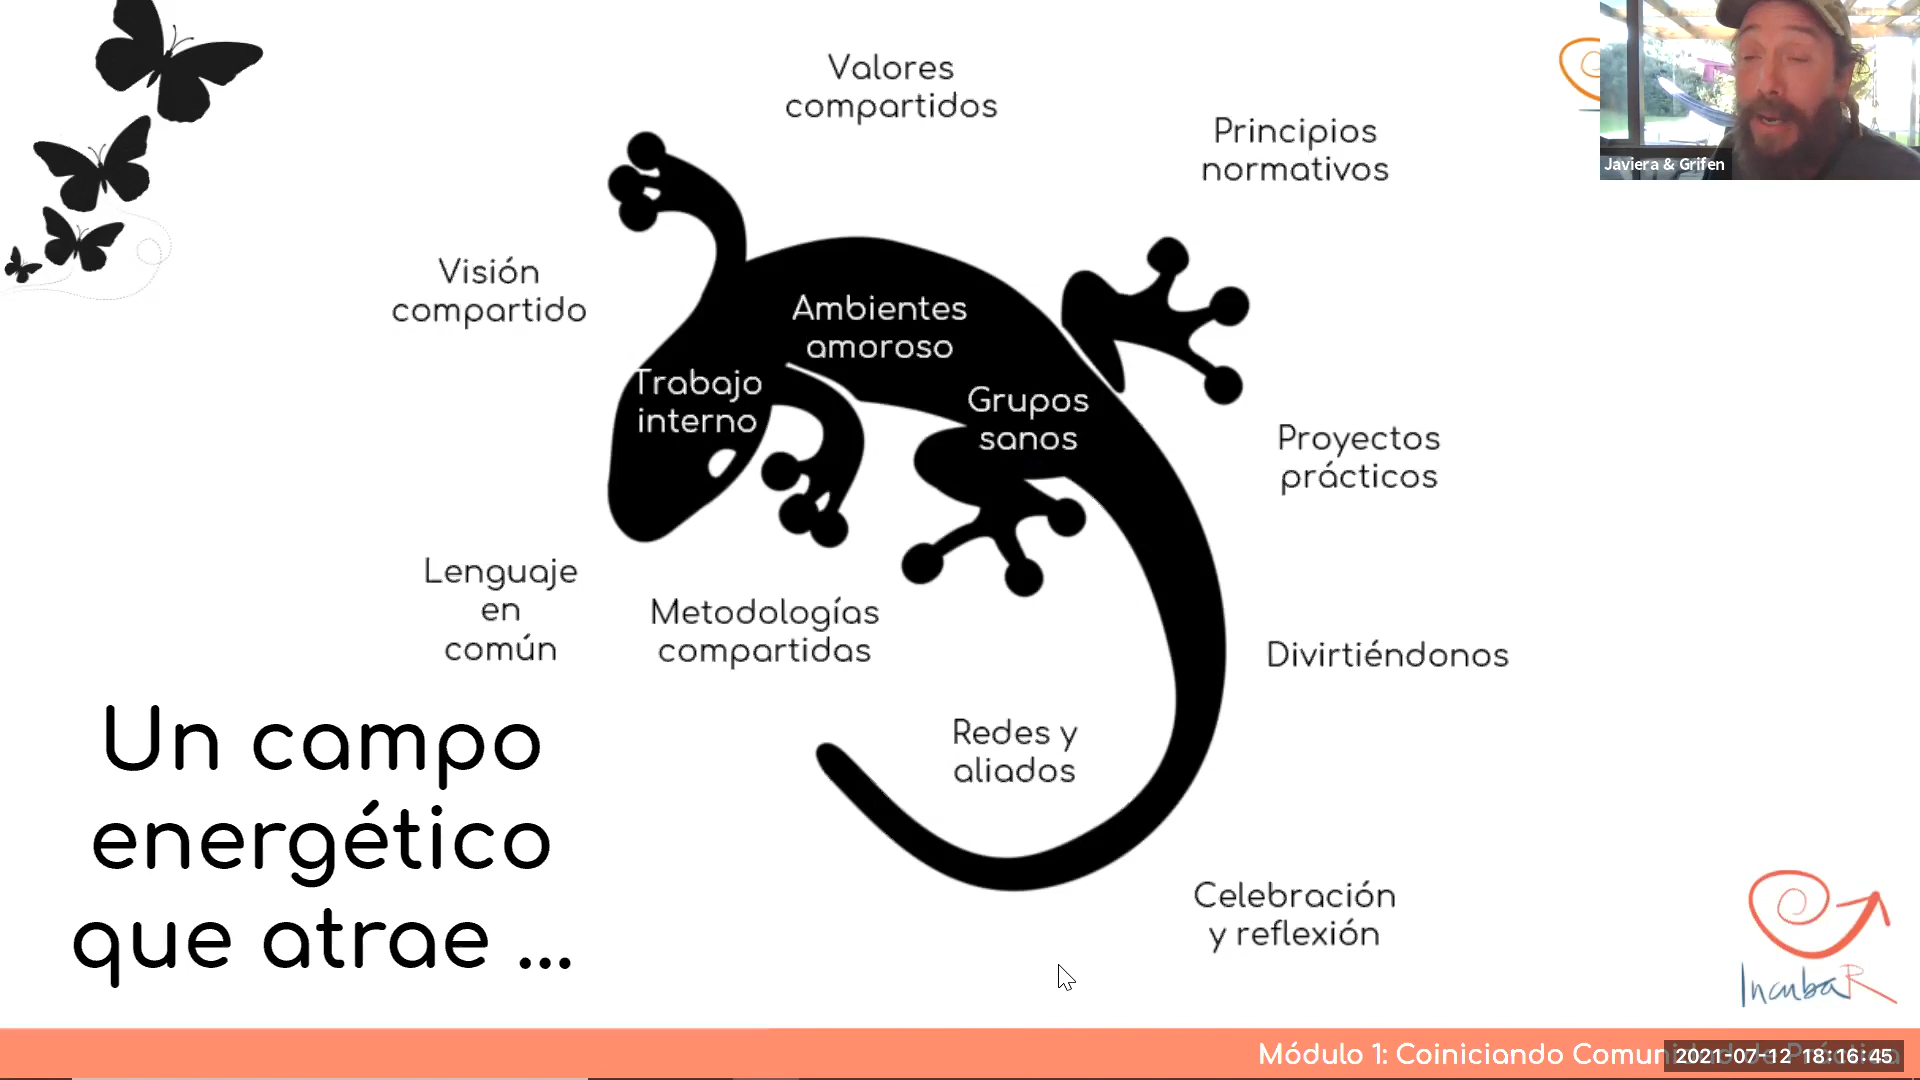 Valores
compartidos
Principios
normativos
Javiera & Grifen
Visión
compartido
Ambientes
amoroso
Trabajo
interno
Grupos
sanos
Proyectos
prácticos
Lenguaje
en
común
Metodologías
compartidas
Divirtiéndonos
Redes y
aliados
Un campo
energético
que atrae ...
Celebración
y reflexión
IncubaR
Módulo 1: Coiniciando
2021-07-12 18:16:45